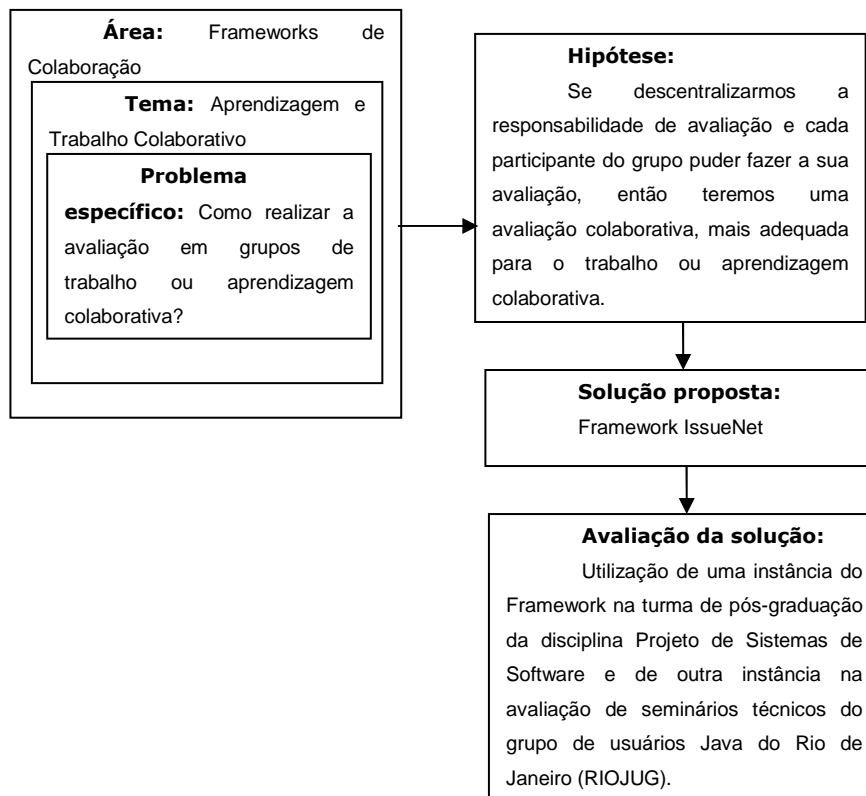 Área: Frameworks de
Colaboração
Tema: Aprendizagem e
Trabalho Colaborativo
Problema
específico: Como realizar a
avaliação em grupos de
trabalho ou aprendizagem
colaborativa?
Hipótese:
Se descentralizarmos a
responsabilidade de avaliação e cada
participante do grupo puder fazer a sua
avaliação, então teremos uma
avaliação colaborativa, mais adequada
para o trabalho ou aprendizagem
colaborativa.
Solução proposta:
Framework IssueNet
Avaliação da solução:
Utilização de uma instância do
Framework na turma de pós-graduação
da disciplina Projeto de Sistemas de
Software e de outra instância na
avaliação de seminários técnicos do
grupo de usuários Java do Rio de
Janeiro (RIOJUG).